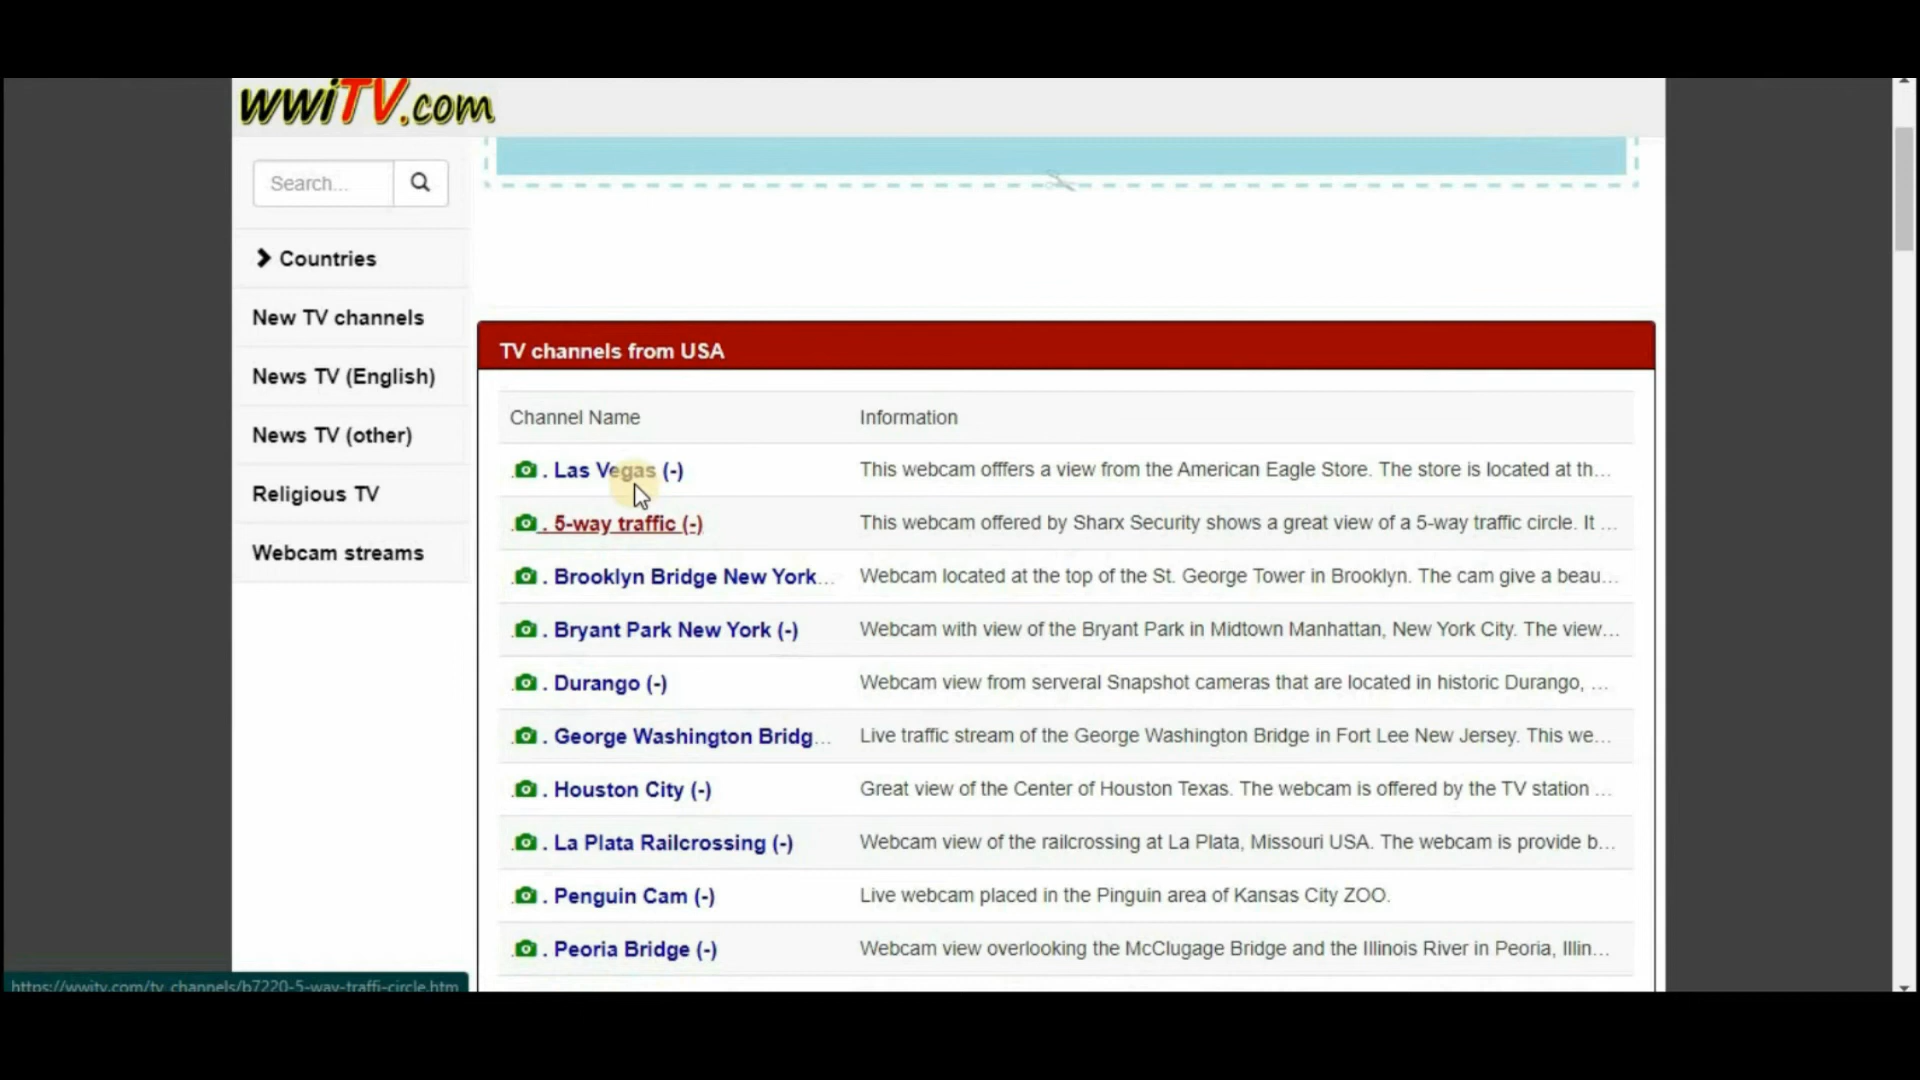 wwiTV.com
Search...
Countries
New TV channels
News TV (English)
News TV (other)
Religious TV
Webcam streams
TV channels from USA
Channel Name Information
. Las Vegas (-) This webcam offfers a view from the American Eagle Store. The store is located at th...
. 5-way traffic (-) This webcam offered by Sharx Security shows a great view of a 5-way traffic circle. It ...
. Brooklyn Bridge New York... Webcam located at the top of the St. George Tower in Brooklyn. The cam give a beau...
. Bryant Park New York (-) Webcam with view of the Bryant Park in Midtown Manhattan, New York City. The view...
. Durango (-) Webcam view from serveral Snapshot cameras that are located in historic Durango, ...
. George Washington Bridg... Live traffic stream of the George Washington Bridge in Fort Lee New Jersey. This we...
. Houston City (-) Great view of the Center of Houston Texas. The webcam is offered by the TV station ...
. La Plata Railcrossing (-) Webcam view of the railcrossing at La Plata, Missouri USA. The webcam is provide b...
. Penguin Cam (-) Live webcam placed in the Pinguin area of Kansas City ZOO.
. Peoria Bridge (-) Webcam view overlooking the McClugage Bridge and the Illinois River in Peoria, Illin...
https://wwitv.com/tv_channels/b7220-5-way-traffi-circle.htm